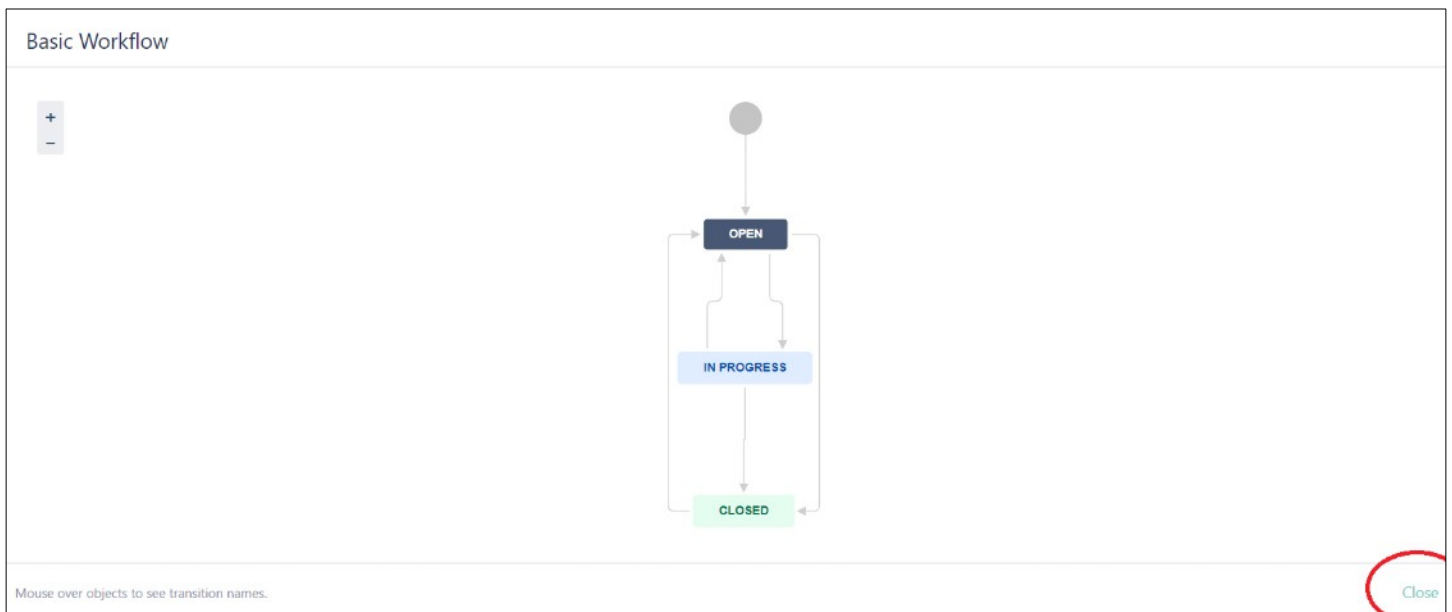 Basic Workflow
+
−
OPEN
IN PROGRESS
CLOSED
Mouse over objects to see transition names.
Close